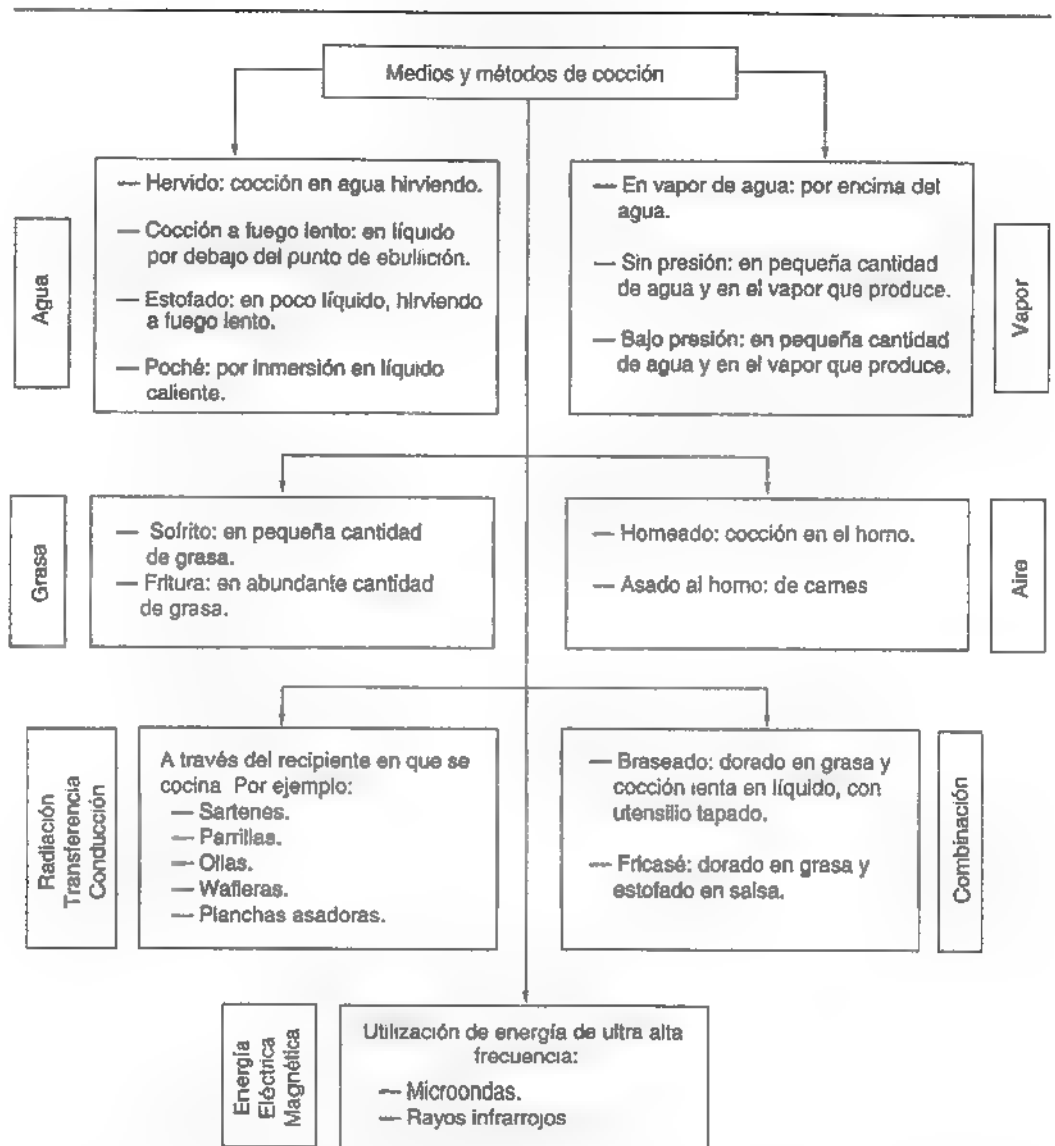 Medios y métodos de cocción
Agua
— Hervido: cocción en agua hirviendo.
— Cocción a fuego lento: en líquido
por debajo del punto de ebullición.
— Estofado: en poco líquido, hirviendo
a fuego lento.
— Poché: por inmersión en líquido
caliente.
— En vapor de agua: por encima del
agua.
— Sin presión: en pequeña cantidad
de agua y en el vapor que produce.
— Bajo presión: en pequeña cantidad
de agua y en el vapor que produce.
Vapor
Grasa
— Sofrito: en pequeña cantidad
de grasa.
— Fritura: en abundante cantidad
de grasa.
— Horneado: cocción en el horno.
— Asado al horno: de carnes
Aire
Radiación
Transferencia
Conducción
A través del recipiente en que se
cocina Por ejemplo:
— Sartenes.
— Parrillas.
— Ollas.
— Wafleras.
— Planchas asadoras.
— Braseado: dorado en grasa y
cocción lenta en líquido, con
utensilio tapado.
— Fricasé: dorado en grasa y
estofado en salsa.
Combinación
Energía
Eléctrica
Magnética
Utilización de energía de ultra alta
frecuencia:
— Microondas.
— Rayos infrarrojos